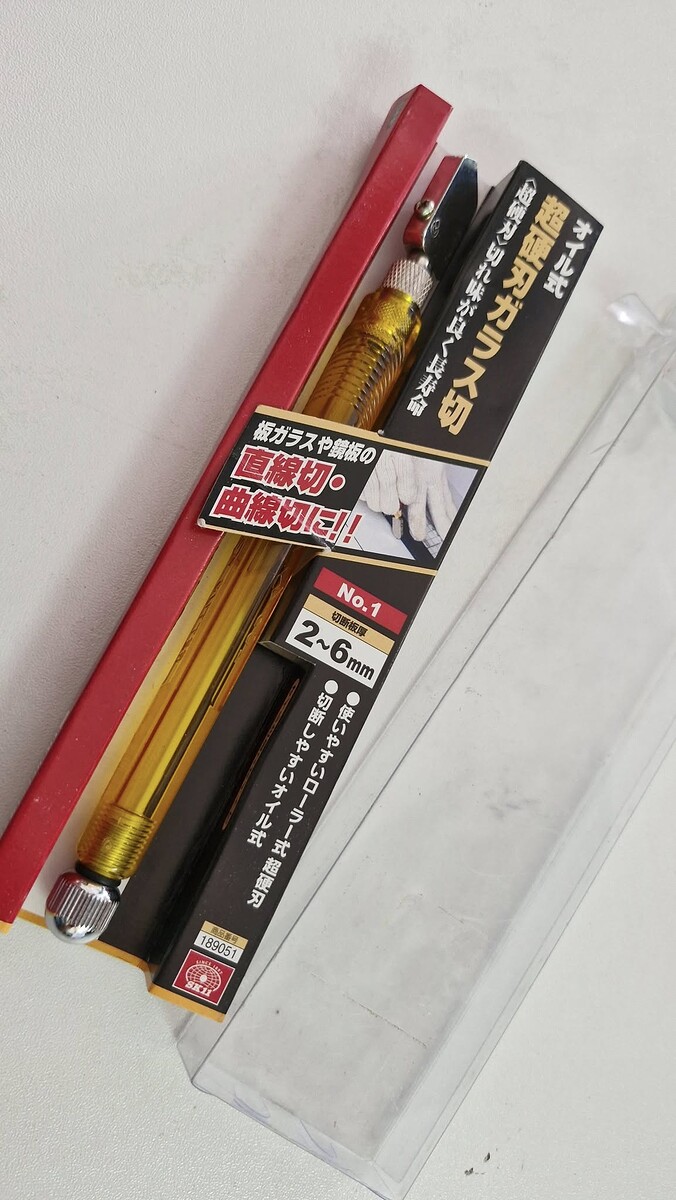 オイル式
超硬刃ガラス切
〈超硬刃〉切れ味が良く長寿命
板ガラスや鏡板の
直線切・
曲線切に!!
No.1
切断板厚
2~6mm
●使いやすいローラー式 超硬刃
●切断しやすいオイル式
商品番号
189051
SK11